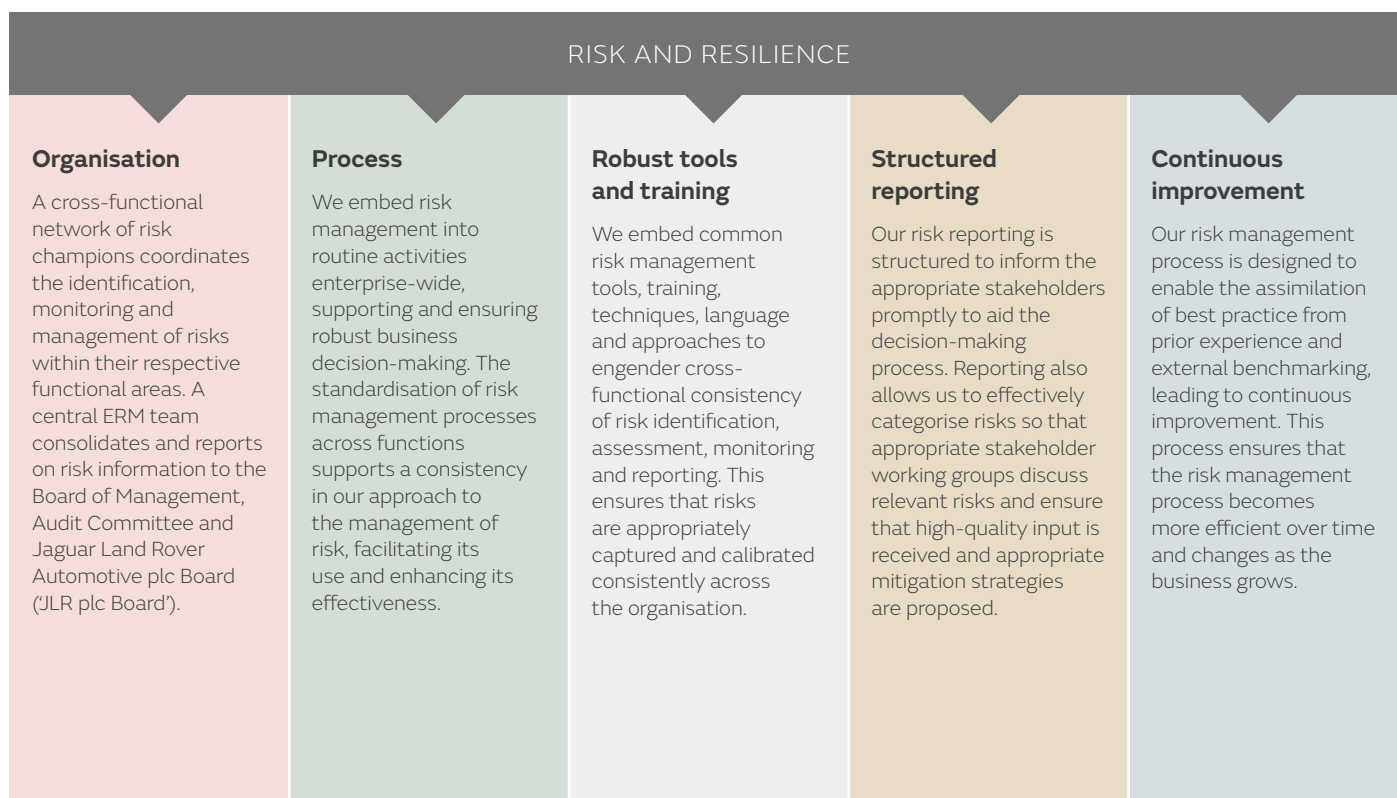 RISK AND RESILIENCE
Organisation
A cross-functional
network of risk
champions coordinates
the identification,
monitoring and
management of risks
within their respective
functional areas. A
central ERM team
consolidates and reports
on risk information to the
Board of Management,
Audit Committee and
Jaguar Land Rover
Automotive plc Board
(‘JLR plc Board’).
Process
We embed risk
management into
routine activities
enterprise-wide,
supporting and ensuring
robust business
decision-making. The
standardisation of risk
management processes
across functions
supports a consistency
in our approach to
the management of
risk, facilitating its
use and enhancing its
effectiveness.
Robust tools
and training
We embed common
risk management
tools, training,
techniques, language
and approaches to
engender cross-
functional consistency
of risk identification,
assessment, monitoring
and reporting. This
ensures that risks
are appropriately
captured and calibrated
consistently across
the organisation.
Structured
reporting
Our risk reporting is
structured to inform the
appropriate stakeholders
promptly to aid the
decision-making
process. Reporting also
allows us to effectively
categorise risks so that
appropriate stakeholder
working groups discuss
relevant risks and ensure
that high-quality input is
received and appropriate
mitigation strategies
are proposed.
Continuous
improvement
Our risk management
process is designed to
enable the assimilation
of best practice from
prior experience and
external benchmarking,
leading to continuous
improvement. This
process ensures that
the risk management
process becomes
more efficient over time
and changes as the
business grows.